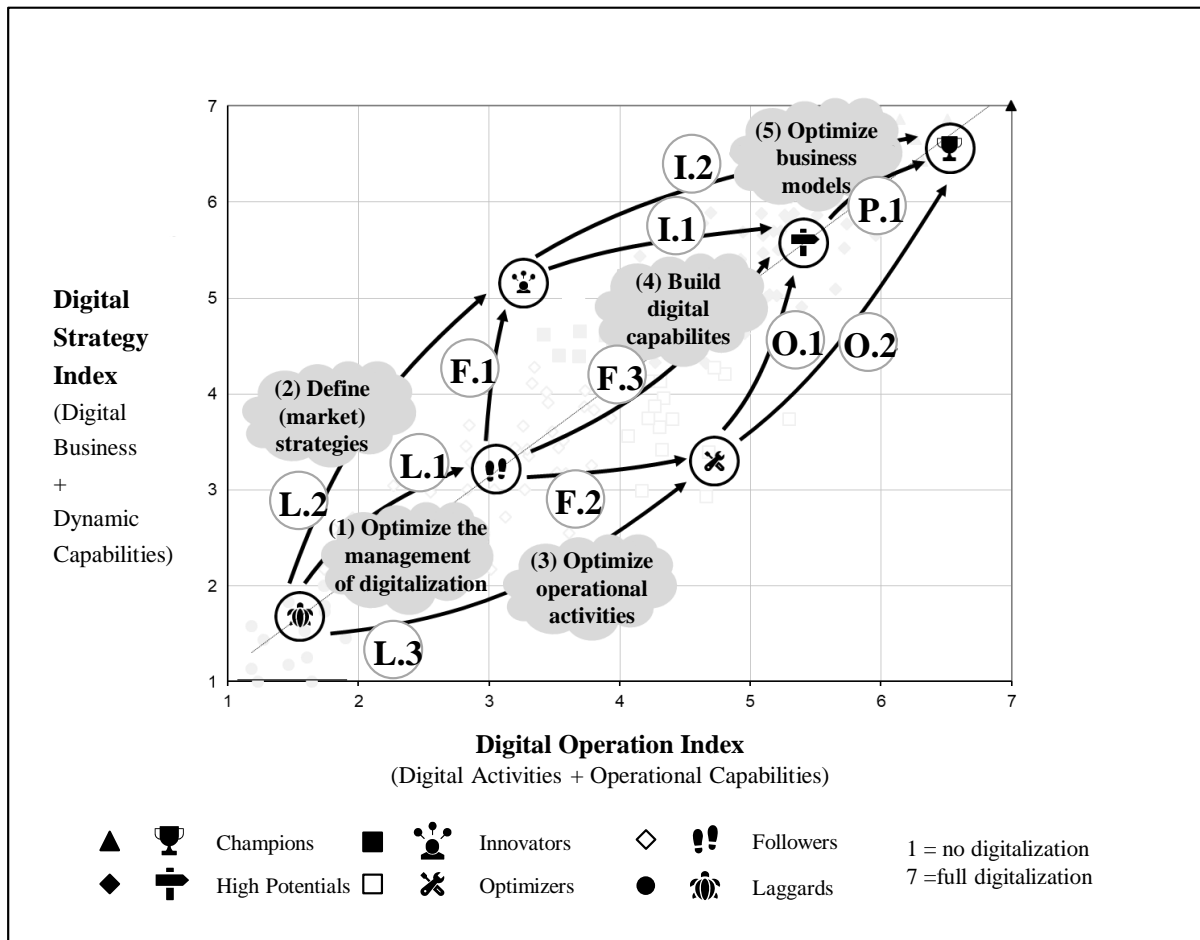 7
6
5
4
3
2
1
1
2
3
4
5
6
7
Digital
Strategy
Index
(Digital
Business
+
Dynamic
Capabilities)
(5) Optimize
business
models
I.2
P.1
I.1
(4) Build
digital
capabilites
O.1
O.2
F.1
F.3
(2) Define
(market)
strategies
L.1
L.2
F.2
(1) Optimize the
management
of digitalization
(3) Optimize
operational
activities
L.3
Digital Operation Index
(Digital Activities + Operational Capabilities)
Champions
Innovators
Followers
High Potentials
Optimizers
Laggards
1 = no digitalization
7 =full digitalization